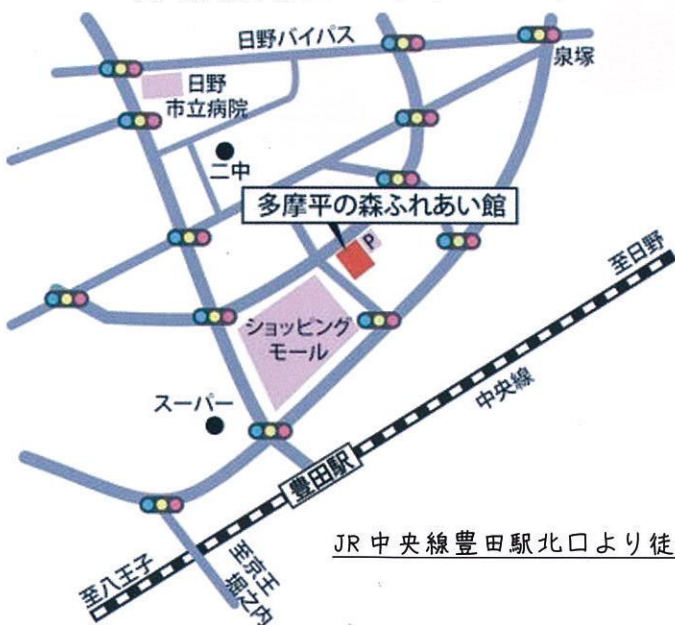 日野バイパス
泉塚
日野
市立病院
二中
多摩平の森ふれあい館
P
至日野
ショッピング
モール
中央線
スーパー
豊田駅
JR中央線豊田駅北口より徒
至八王子
至京王
堀之内